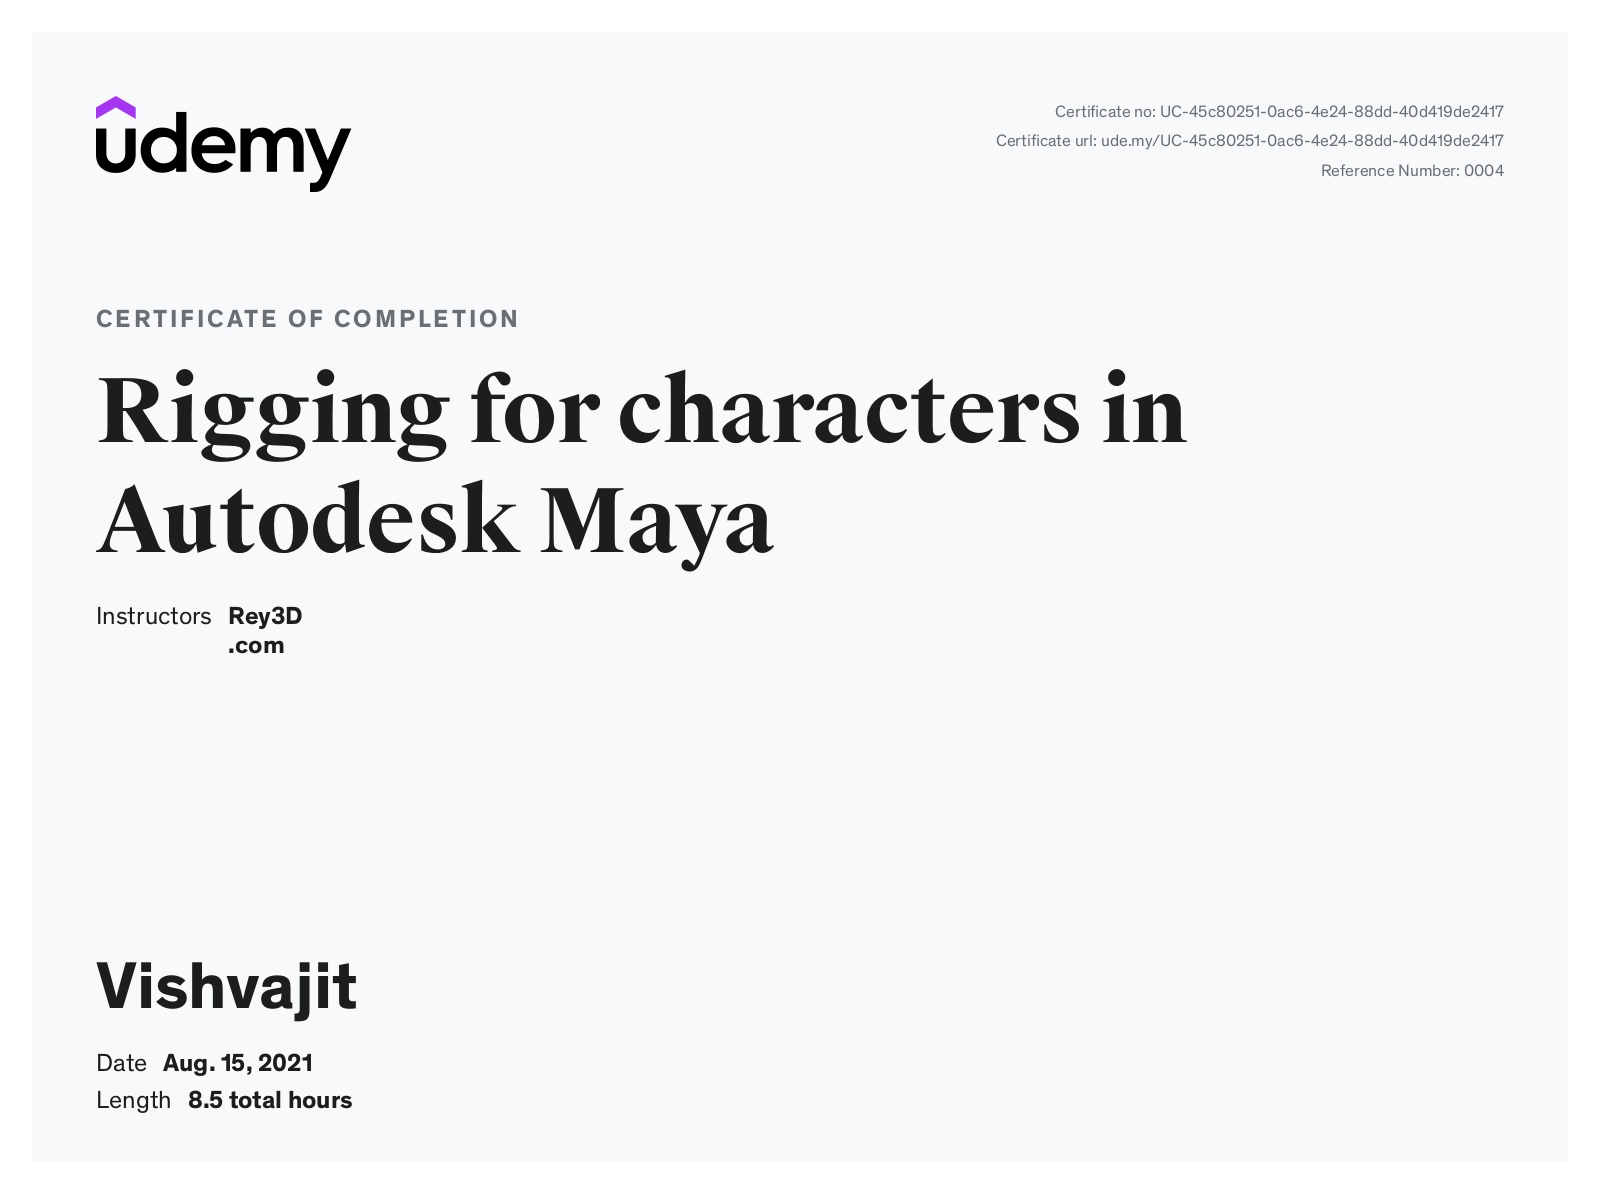 udemy
Certificate no: UC-45c80251-0ac6-4e24-88dd-40d419de2417
Certificate url: ude.my/UC-45c80251-0ac6-4e24-88dd-40d419de2417
Reference Number: 0004
CERTIFICATE OF COMPLETION
Rigging for characters in
Autodesk Maya
Instructors Rey3D
.com
Vishvajit
Date Aug. 15, 2021
Length 8.5 total hours